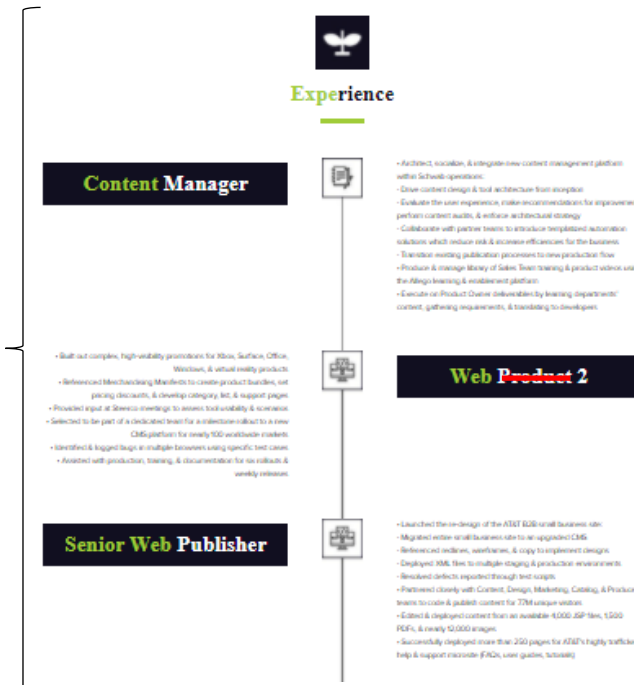 Experience
Content Manager
• Architect, socialize, & integrate new content management platform
within Schwab operations:
- Drive content design & tool architecture from inception
- Evaluate the user experience, make recommendations for improveme
perform content audits, & enforce architectural strategy
- Collaborate with partner teams to introduce templatized automation
solutions which reduce risk & increase efficiencies for the business
- Transition existing publication processes to new production flow
• Produce & manage library of Sales Team training & product videos us
the Allego learning & enablement platform
• Execute on Product Owner deliverables by learning departments'
content, gathering requirements, & translating to developers
Web Product 2
• Built out complex, high-visibility promotions for Xbox, Surface, Office,
Windows, & virtual reality products
• Referenced Merchandising Manifests to create product bundles, set
pricing discounts, & develop category, list, & support pages
• Provided input at Steerco meetings to assess tool usability & scenarios
• Selected to be part of a dedicated team for a milestone rollout to a new
CMS platform for nearly 100 worldwide markets
• Identified & logged bugs in multiple browsers using specific test cases
• Assisted with production, training, & documentation for six rollouts &
weekly releases
Senior Web Publisher
• Launched the re-design of the AT&T B2B small business site:
- Migrated entire small business site to an upgraded CMS
- Referenced redlines, wireframes, & copy to implement designs
- Deployed XML files to multiple staging & production environments
- Resolved defects reported through test scripts
• Partnered closely with Content, Design, Marketing, Catalog, & Produc
teams to code & publish content for 77M unique visitors
• Edited & deployed content from an available 4,000 JSP files, 1,500
PDFs, & nearly 12,000 images
• Successfully deployed more than 250 pages for AT&T's highly trafficke
help & support microsite (FAQs, user guides, tutorials)